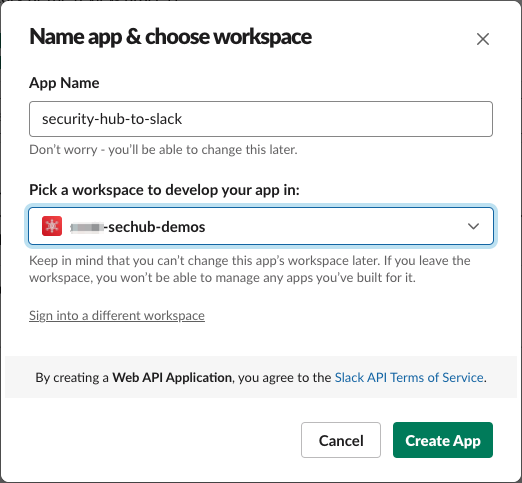 Name app & choose workspace
App Name
security-hub-to-slack
Don't worry - you'll be able to change this later.
Pick a workspace to develop your app in:
-sechub-demos
Keep in mind that you can't change this app's workspace later. If you leave the
workspace, you won't be able to manage any apps you've built for it.
Sign into a different workspace
By creating a Web API Application, you agree to the Slack API Terms of Service.
Cancel
Create App